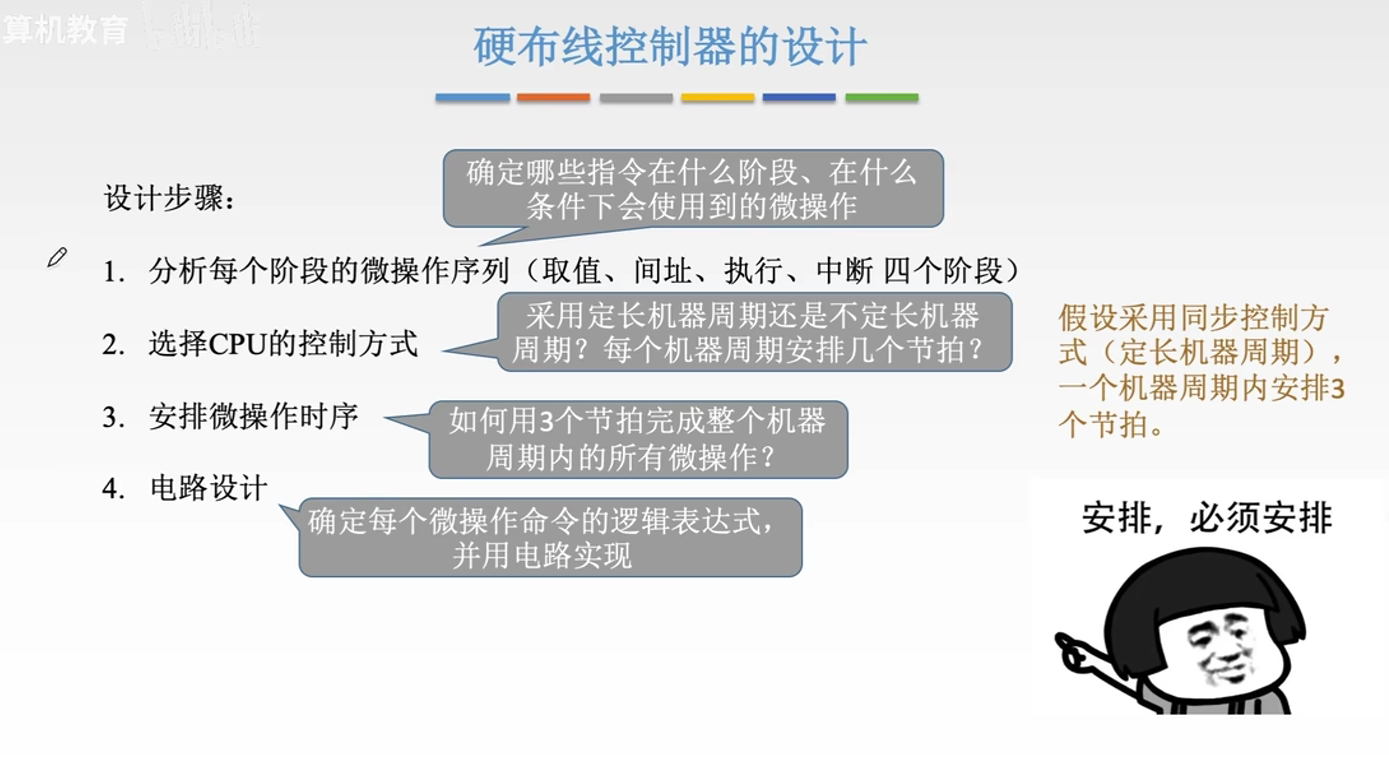 算机教育
硬布线控制器的设计
确定哪些指令在什么阶段、在什么
条件下会使用到的微操作
设计步骤：
1. 分析每个阶段的微操作序列（取值、间址、执行、中断 四个阶段）
采用定长机器周期还是不定长机器
周期？每个机器周期安排几个节拍？
2. 选择CPU的控制方式
假设采用同步控制方
式（定长机器周期），
一个机器周期内安排3
个节拍。
3. 安排微操作时序
如何用3个节拍完成整个机器
周期内的所有微操作？
4. 电路设计
确定每个微操作命令的逻辑表达式，
并用电路实现
安排，必须安排